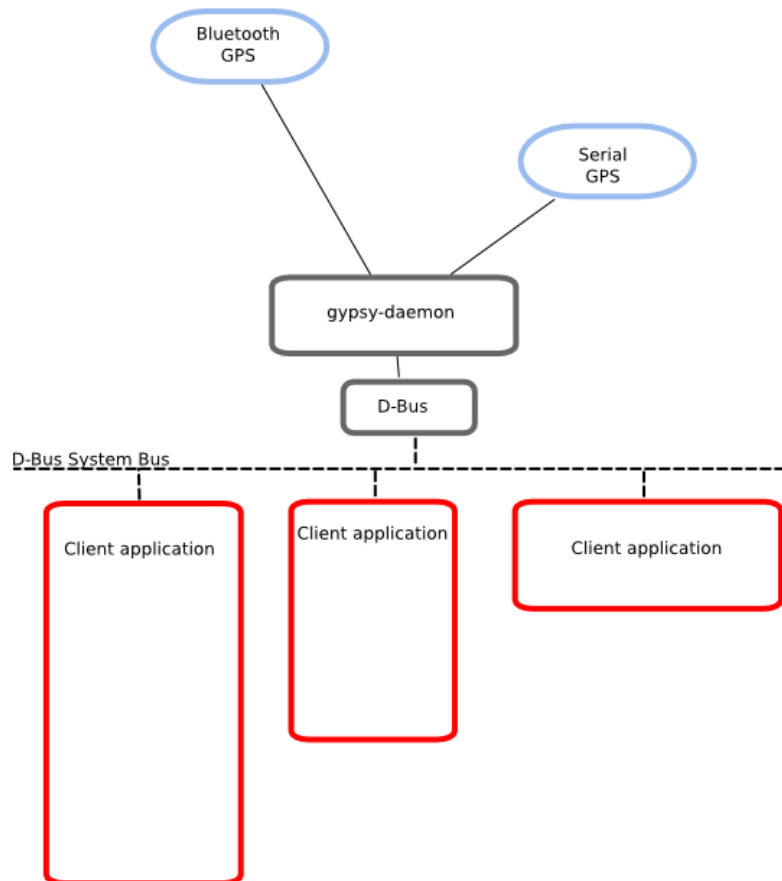 Bluetooth
GPS
Serial
GPS
gypsy-daemon
D-Bus
D-Bus System Bus
Client application
Client application
Client application